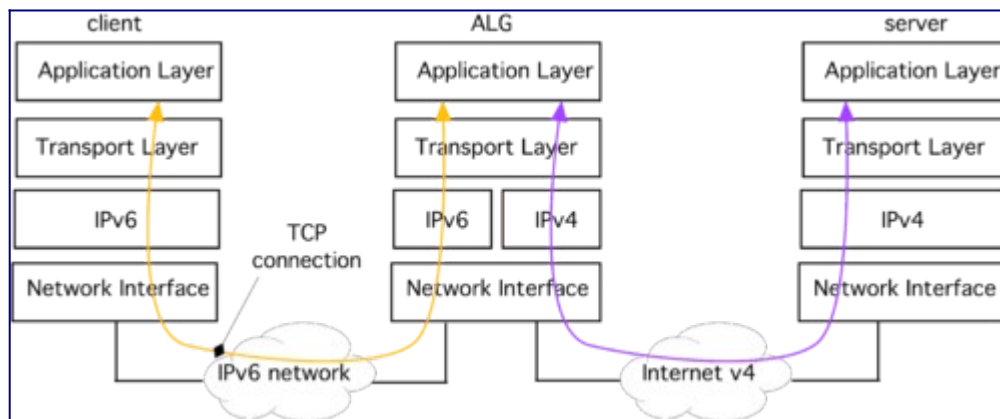 client
ALG
server
Application Layer
Application Layer
Application Layer
Transport Layer
Transport Layer
Transport Layer
IPv6
IPv6
IPv4
IPv4
TCP
connection
Network Interface
Network Interface
Network Interface
IPv6 network
Internet v4